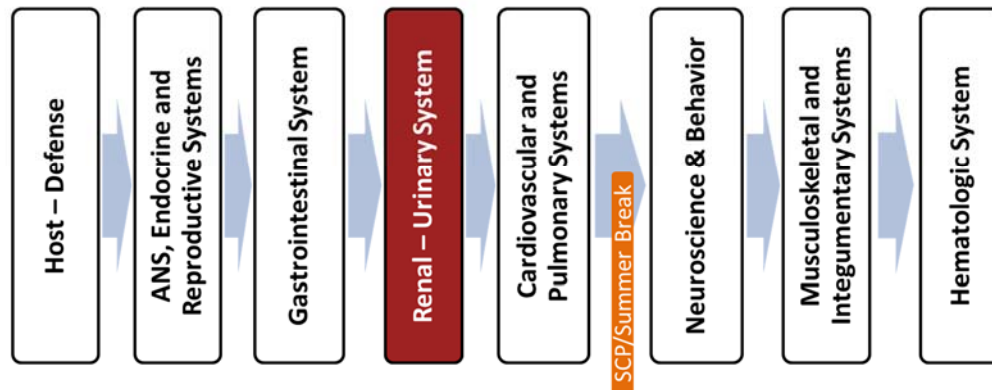 Host – Defense
ANS, Endocrine and
Reproductive Systems
Gastrointestinal System
Renal – Urinary System
Cardiovascular and
Pulmonary Systems
SCP/Summer Break
Neuroscience & Behavior
Musculoskeletal and
Integumentary Systems
Hematologic System